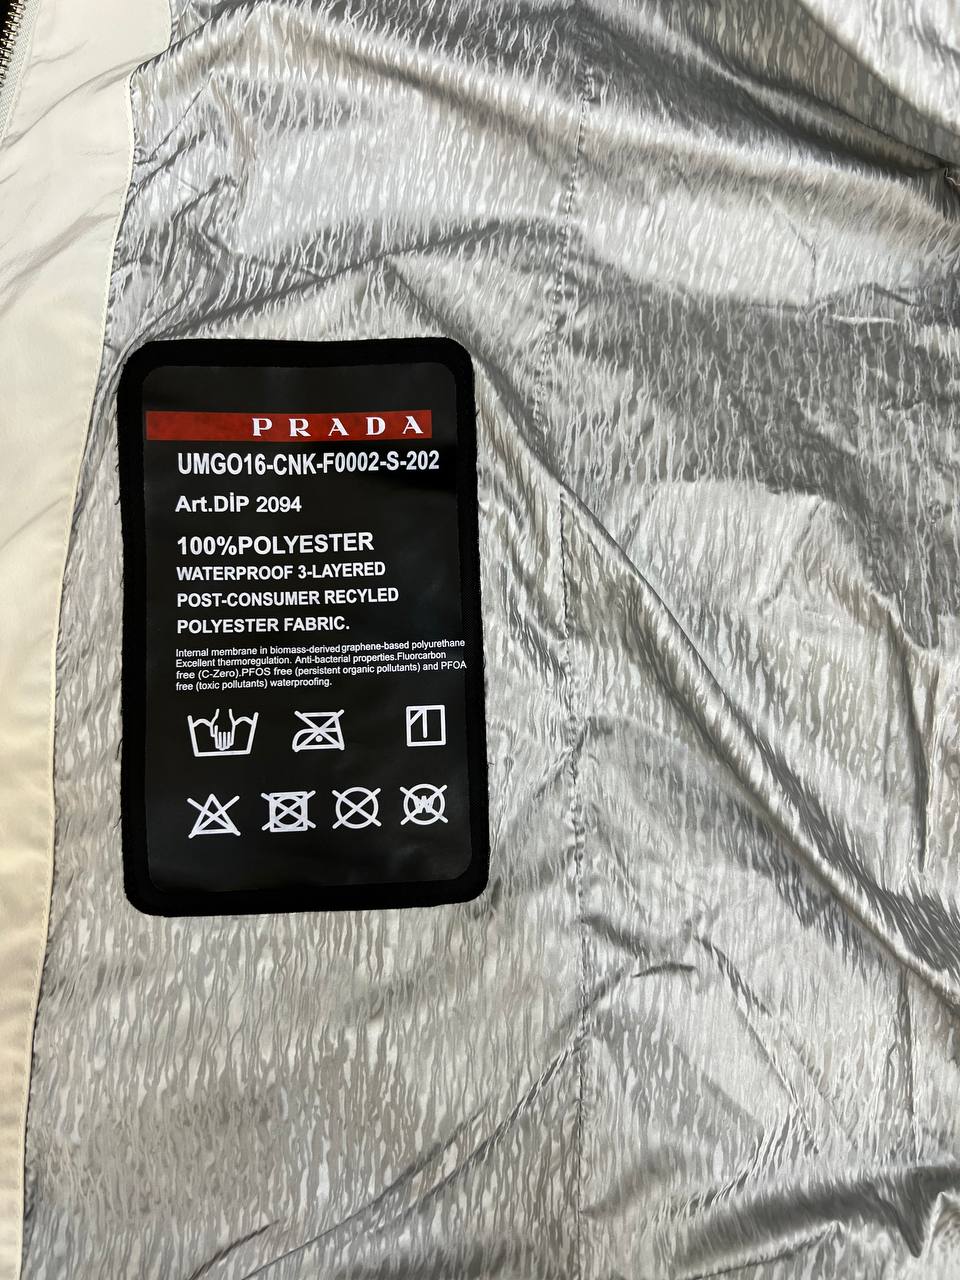 PRADA
UMGO16-CNK-F0002-S-202
Art.DİP 2094
100%POLYESTER
WATERPROOF 3-LAYERED
POST-CONSUMER RECYLED
POLYESTER FABRIC.
Internal membrane in biomass-derived graphene-based polyurethane
Excellent thermoregulation. Anti-bacterial properties.Fluorcarbon
free (C-Zero).PFOS free (persistent organic pollutants) and PFOA
free (toxic pollutants) waterproofing.
W